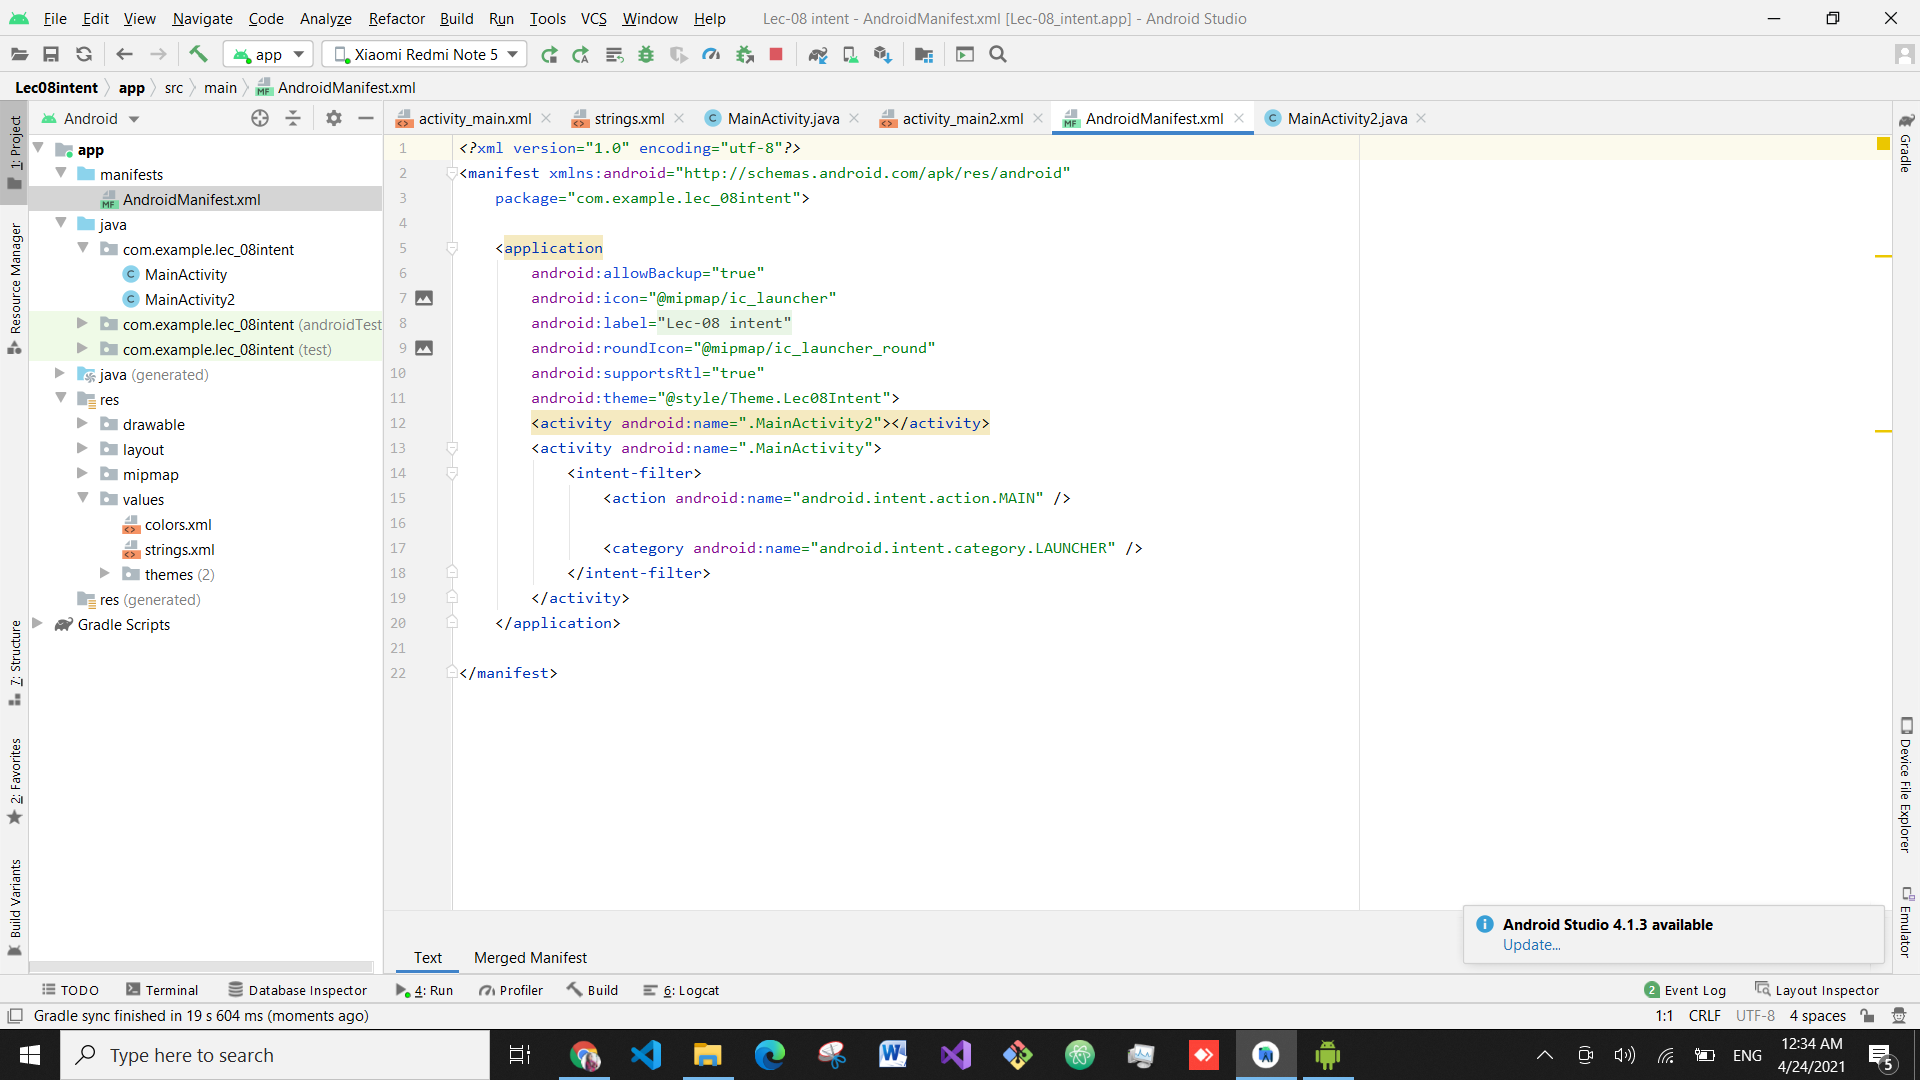 File Edit View Navigate Code Analyze Refactor Build Run Tools VCS Window Help Lec-08 intent - AndroidManifest.xml [Lec-08_intent.app] - Android Studio
app Xiaomi Redmi Note 5
Lec08intent app src main AndroidManifest.xml
Android
activity_main.xml strings.xml MainActivity.java activity_main2.xml AndroidManifest.xml MainActivity2.java
1: Project
Resource Manager
7: Structure
2: Favorites
Build Variants
app
manifests
AndroidManifest.xml
java
com.example.lec_08intent
MainActivity
MainActivity2
com.example.lec_08intent (androidTest
com.example.lec_08intent (test)
java (generated)
res
drawable
layout
mipmap
values
colors.xml
strings.xml
themes (2)
res (generated)
Gradle Scripts
1 <?xml version="1.0" encoding="utf-8"?>
2 <manifest xmlns:android="http://schemas.android.com/apk/res/android"
3 package="com.example.lec_08intent">
4
5 <application
6 android:allowBackup="true"
7 android:icon="@mipmap/ic_launcher"
8 android:label="Lec-08 intent"
9 android:roundIcon="@mipmap/ic_launcher_round"
10 android:supportsRtl="true"
11 android:theme="@style/Theme.Lec08Intent">
12 <activity android:name=".MainActivity2"></activity>
13 <activity android:name=".MainActivity">
14 <intent-filter>
15 <action android:name="android.intent.action.MAIN" />
16
17 <category android:name="android.intent.category.LAUNCHER" />
18 </intent-filter>
19 </activity>
20 </application>
21
22 </manifest>
Gradle
Device File Explorer
Emulator
Android Studio 4.1.3 available
Update...
Text Merged Manifest
TODO Terminal Database Inspector 4: Run Profiler Build 6: Logcat 2 Event Log Layout Inspector
Gradle sync finished in 19 s 604 ms (moments ago) 1:1 CRLF UTF-8 4 spaces
Type here to search ENG 12:34 AM
4/24/2021 5